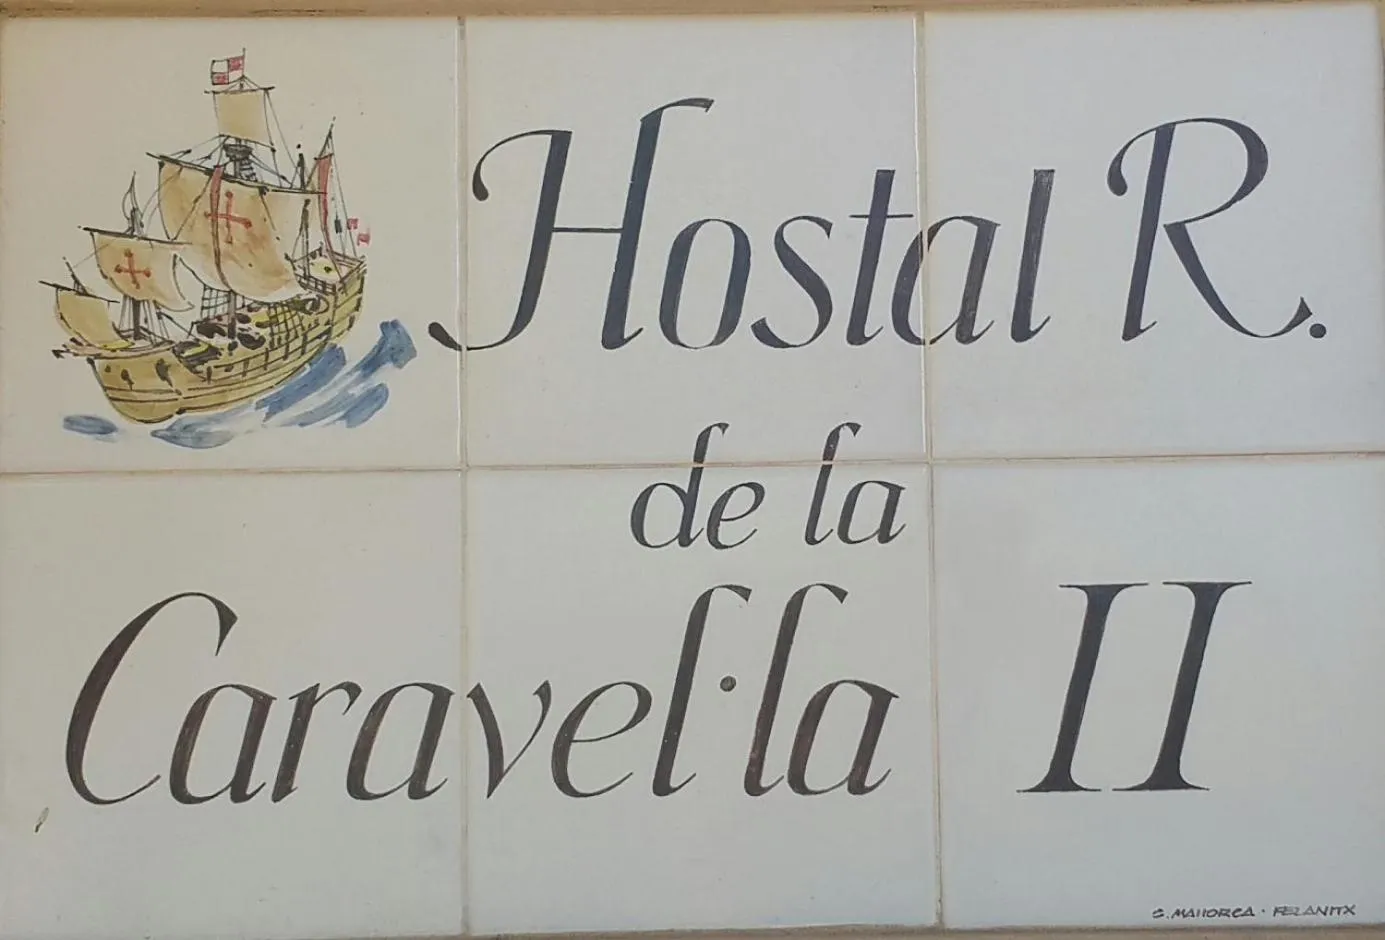 Hostal R.
de la
Caravel·la II
C. MALLORCA · FELANITX